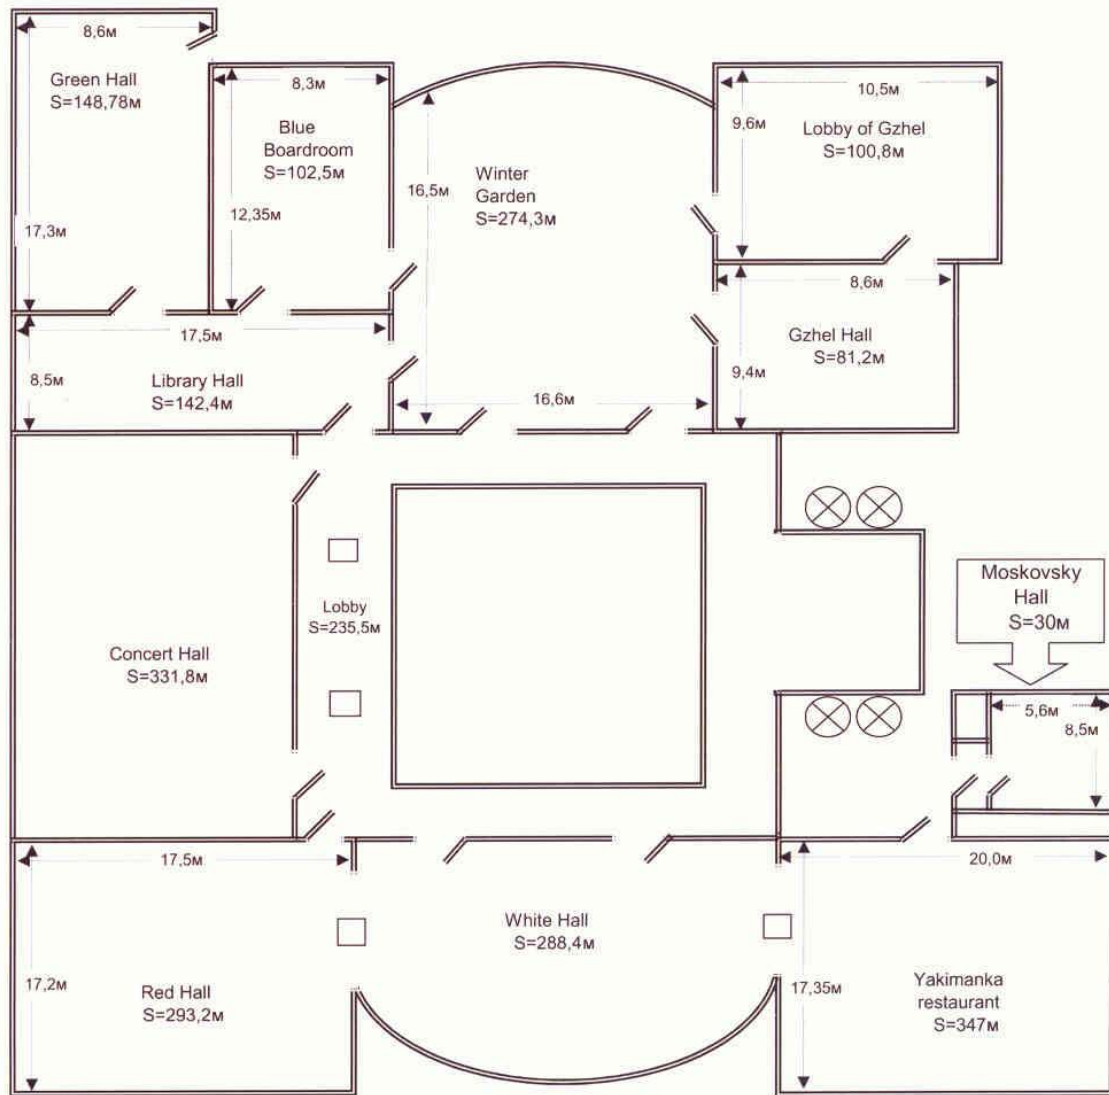 8,6м
Green Hall
S=148,78м
17,3м
8,3м
Blue
Boardroom
S=102,5м
12,35м
16,5м
Winter
Garden
S=274,3м
16,6м
10,5м
9,6м
Lobby of Gzhel
S=100,8м
8,6м
Gzhel Hall
S=81,2м
9,4м
17,5м
8,5м
Library Hall
S=142,4м
Concert Hall
S=331,8м
Lobby
S=235,5м
Moskovsky
Hall
S=30м
5,6м
8,5м
17,5м
17,2м
Red Hall
S=293,2м
White Hall
S=288,4м
20,0м
17,35м
Yakimanka
restaurant
S=347м